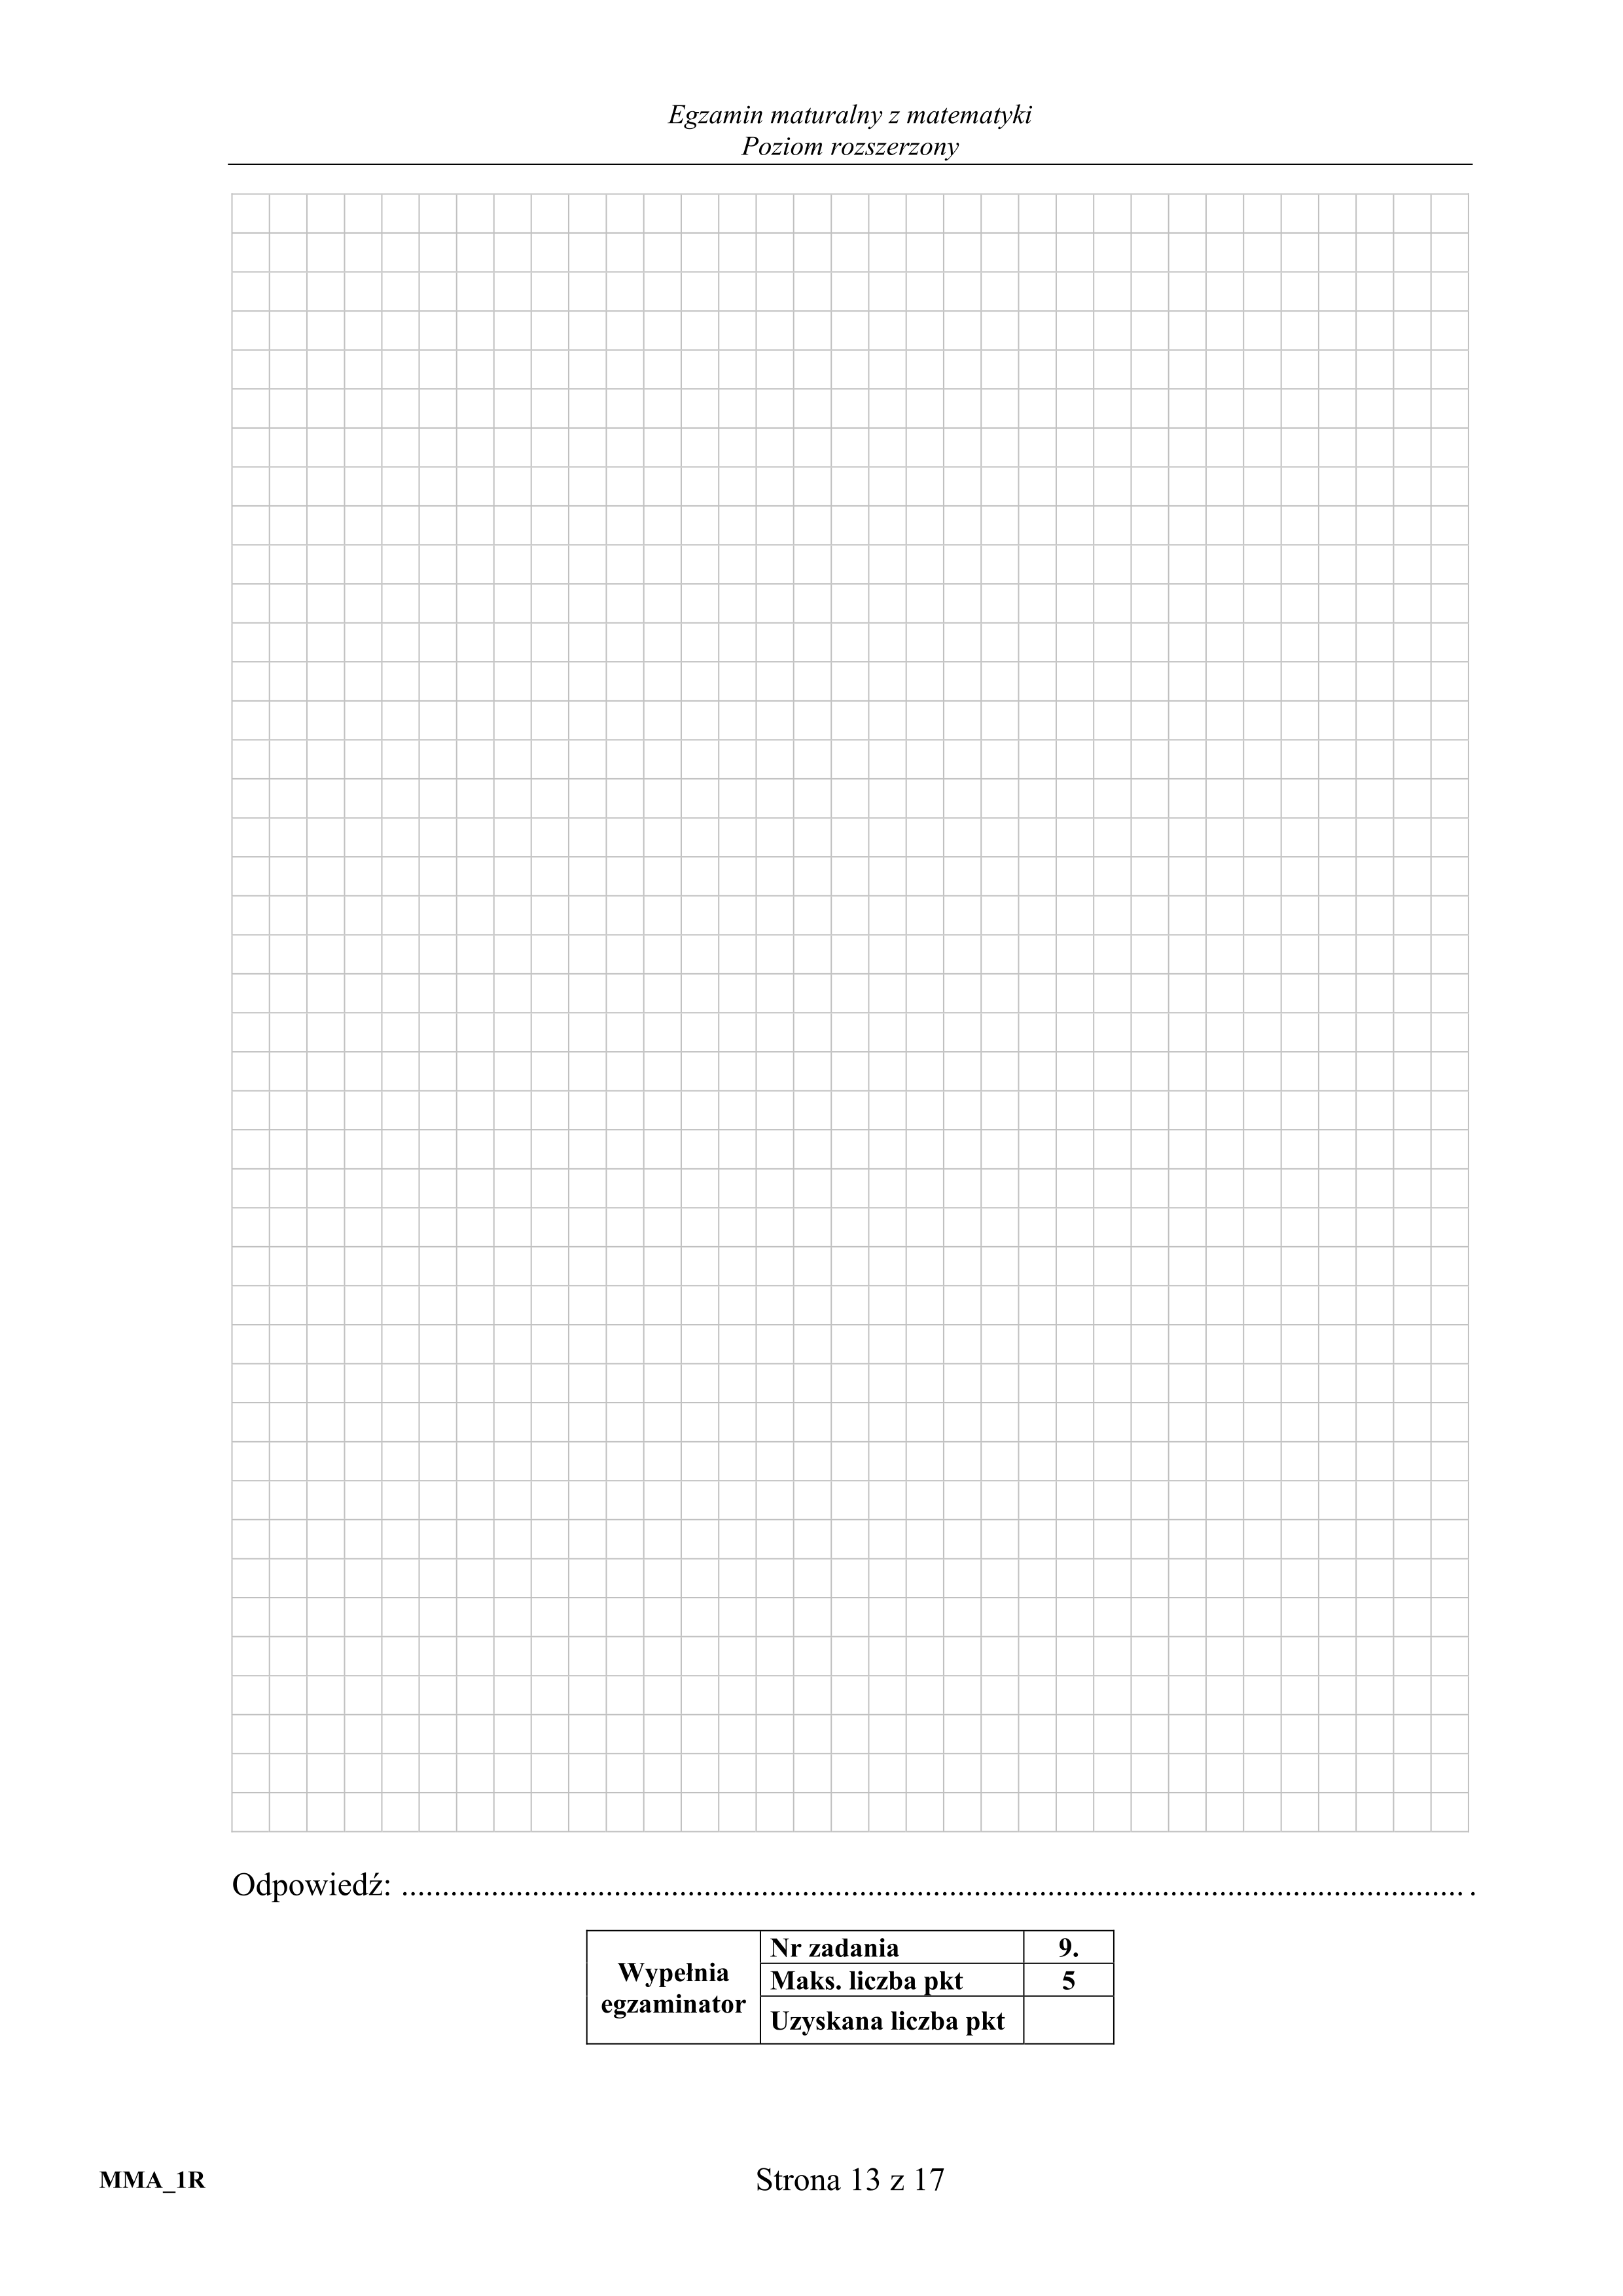 Egzamin maturalny z matematyki
Poziom rozszerzony
Odpowiedź: ................................................................................................................................ .
Wypełnia egzaminator
Nr zadania 9.
Maks. liczba pkt 5
Uzyskana liczba pkt
MMA_1R
Strona 13 z 17